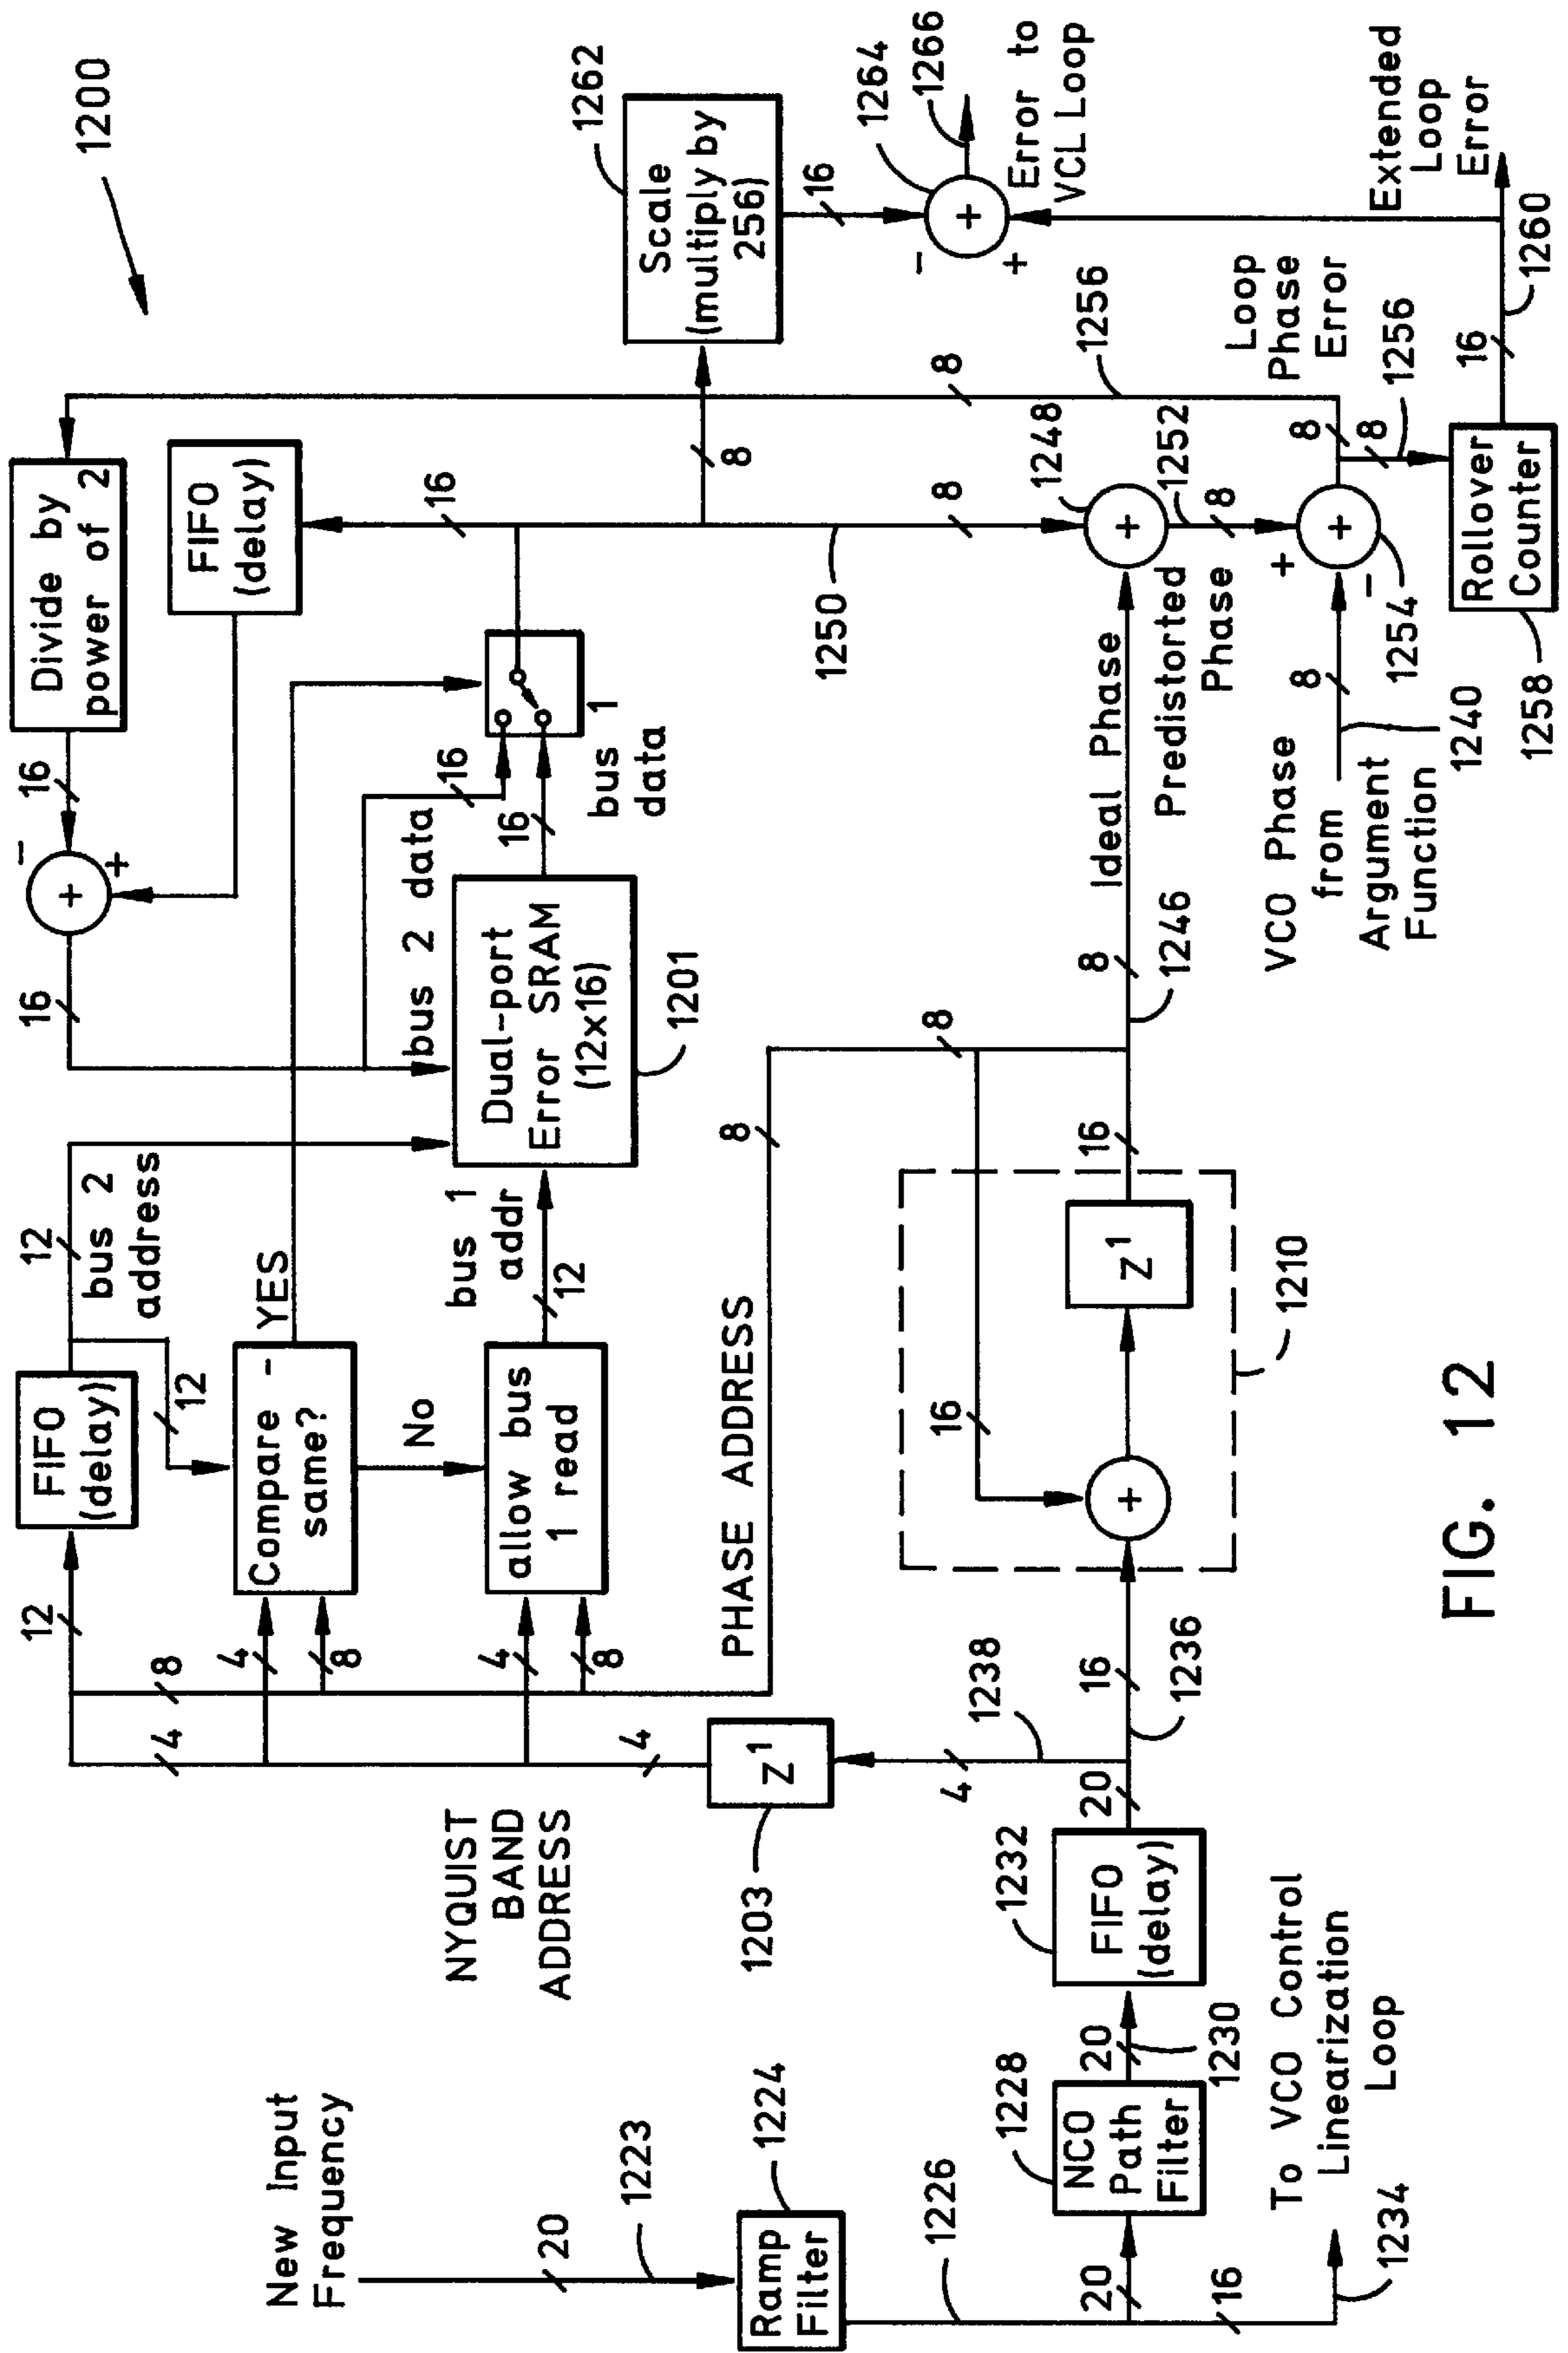 1200
New Input
Frequency
20
1223
Ramp
Filter
1224
1226
20
16
1234
To VCO Control
Linearization
Loop
NCO
Path
Filter
1228
20
1230
FIFO
(delay)
1232
20
4
1238
16
1236
Z1
1203
NYQUIST
BAND
ADDRESS
4
4
8
12
4
8
4
8
PHASE ADDRESS
8
FIFO
(delay)
12
bus 2
address
12
Compare -
same?
YES
No
allow bus
1 read
bus 1
addr
12
Dual-port
Error SRAM
(12x16)
1201
bus 2 data
16
16
16
bus 1
data
16
Divide by
power of 2
16
-
+
+
FIFO
(delay)
16
8
Scale
(multiply by
256)
1262
16
-
+
+
1264
1266
Error to
VCL Loop
16
+
Z1
1210
16
8
8
1246
Ideal Phase
1250
8
+
1248
1252
8
Predistorted
Phase
+
+
-
1254
VCO Phase
from
Argument
Function
8
1240
8
8
1256
Loop
Phase
Error
8
1256
Rollover
Counter
1258
16
1260
Extended
Loop
Error
FIG. 12